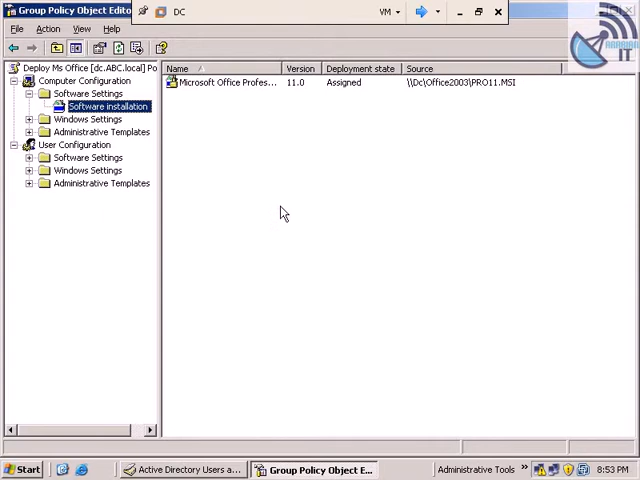 Group Policy Object Edito
DC
VM
File Action View Help
Deploy Ms Office [dc.ABC.local] Po
Computer Configuration
Software Settings
Software installation
Windows Settings
Administrative Templates
User Configuration
Software Settings
Windows Settings
Administrative Templates
Name Version Deployment state Source
Microsoft Office Profes... 11.0 Assigned \\Dc\Office2003\PRO11.MSI
IT
Start
Active Directory Users a...
Group Policy Object E...
Administrative Tools
8:53 PM